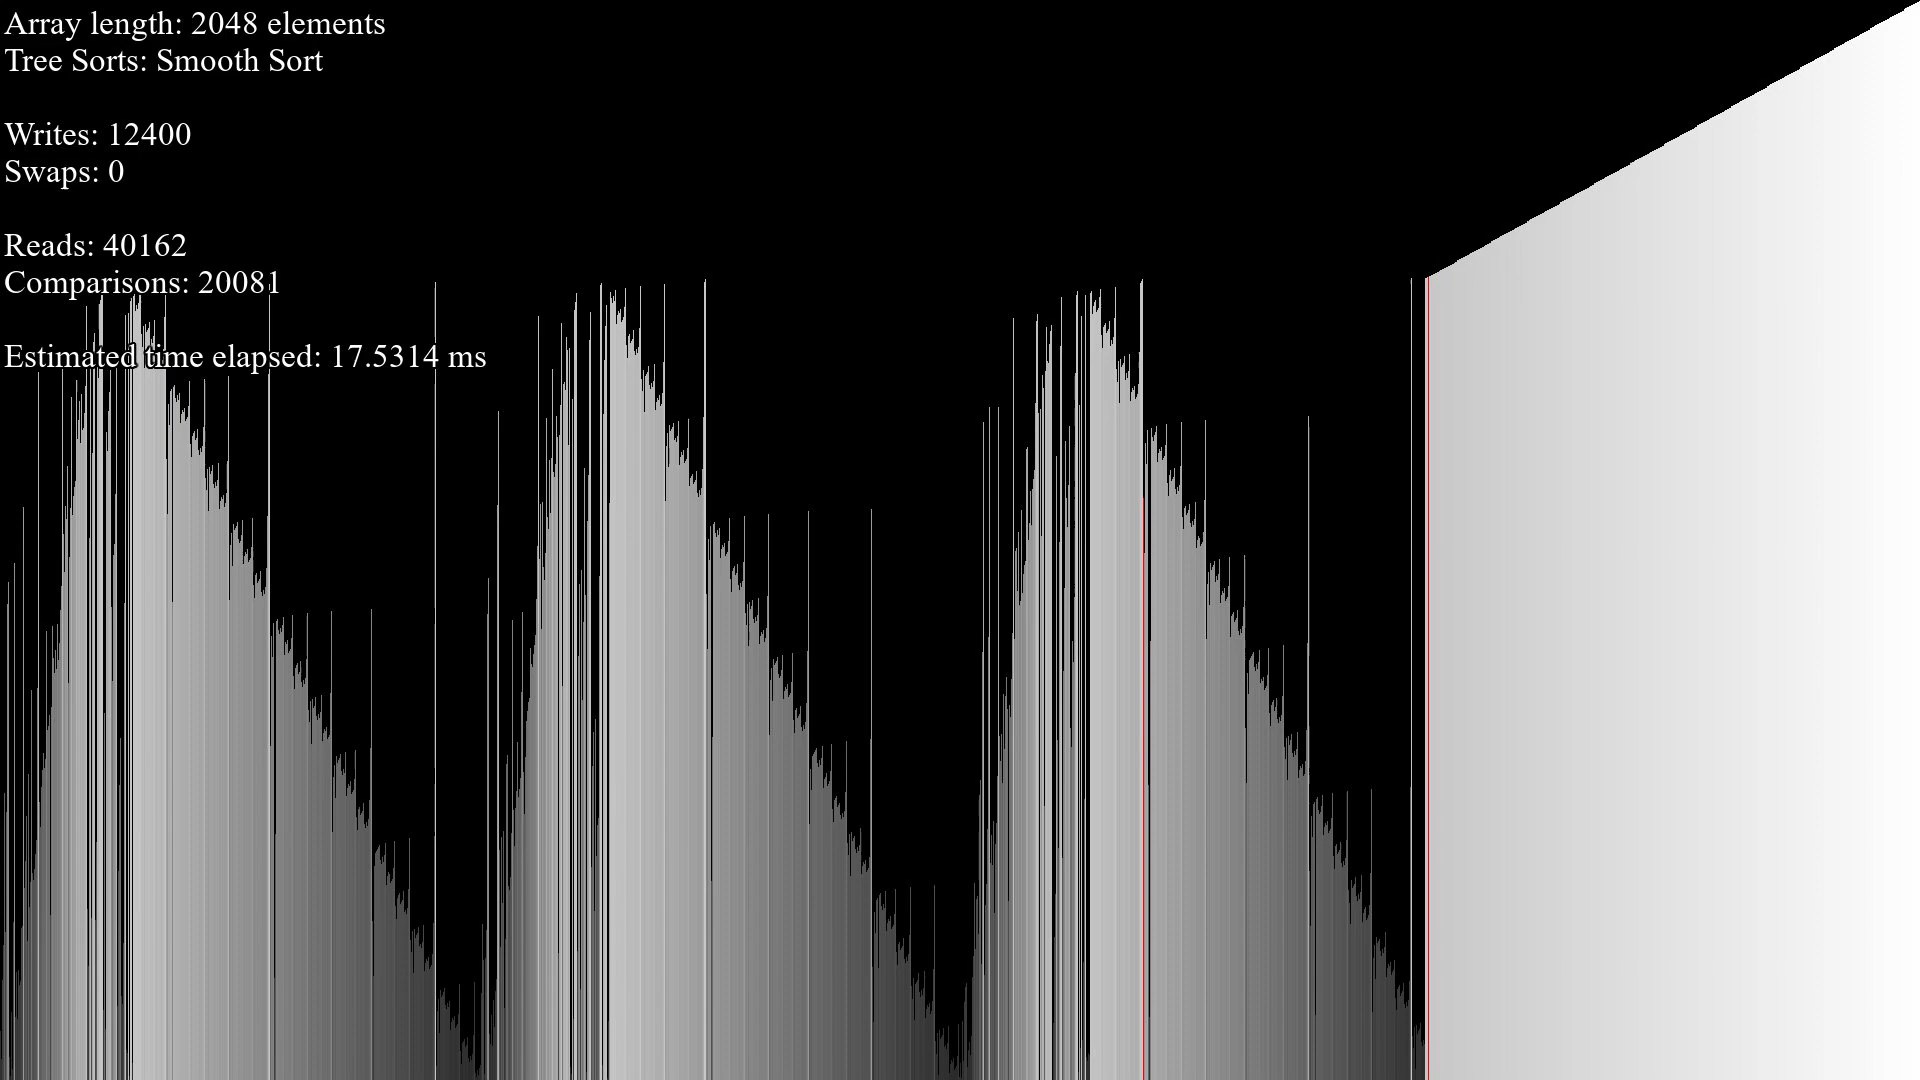 Array length: 2048 elements
Tree Sorts: Smooth Sort
Writes: 12400
Swaps: 0
Reads: 40162
Comparisons: 20081
Estimated time elapsed: 17.5314 ms